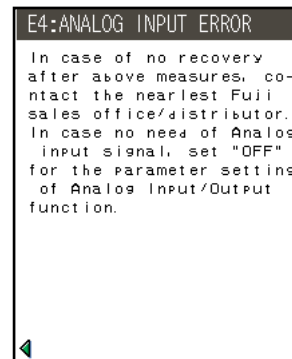 E4:ANALOG INPUT ERROR
In case of no recovery
after above measures, co-
ntact the nearlest Fuji
sales office/distributor.
In case no need of Analog
input signal, set "OFF"
for the parameter setting
of Analog Input/Output
function.